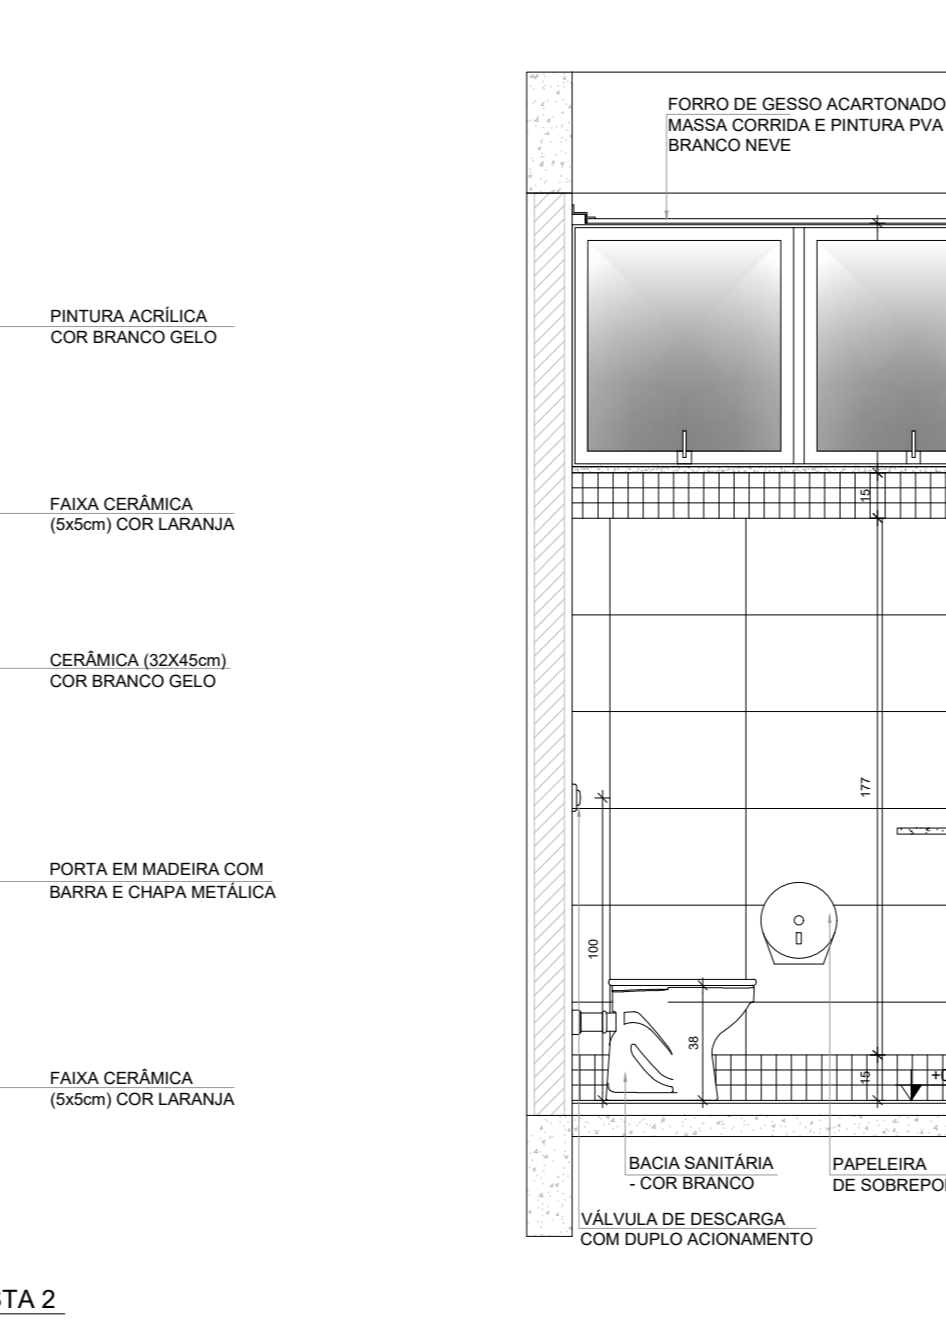 FORRO DE GESSO ACARTONADO
MASSA CORRIDA E PINTURA PVA
BRANCO NEVE
PINTURA ACRÍLICA
COR BRANCO GELO
FAIXA CERÂMICA
(5x5cm) COR LARANJA
15
CERÂMICA (32X45cm)
COR BRANCO GELO
177
PORTA EM MADEIRA COM
BARRA E CHAPA METÁLICA
100
38
FAIXA CERÂMICA
(5x5cm) COR LARANJA
15
BACIA SANITÁRIA
- COR BRANCO
PAPELEIRA
DE
VÁLVULA DE DESCARGA
COM DUPLO ACIONAMENTO
2